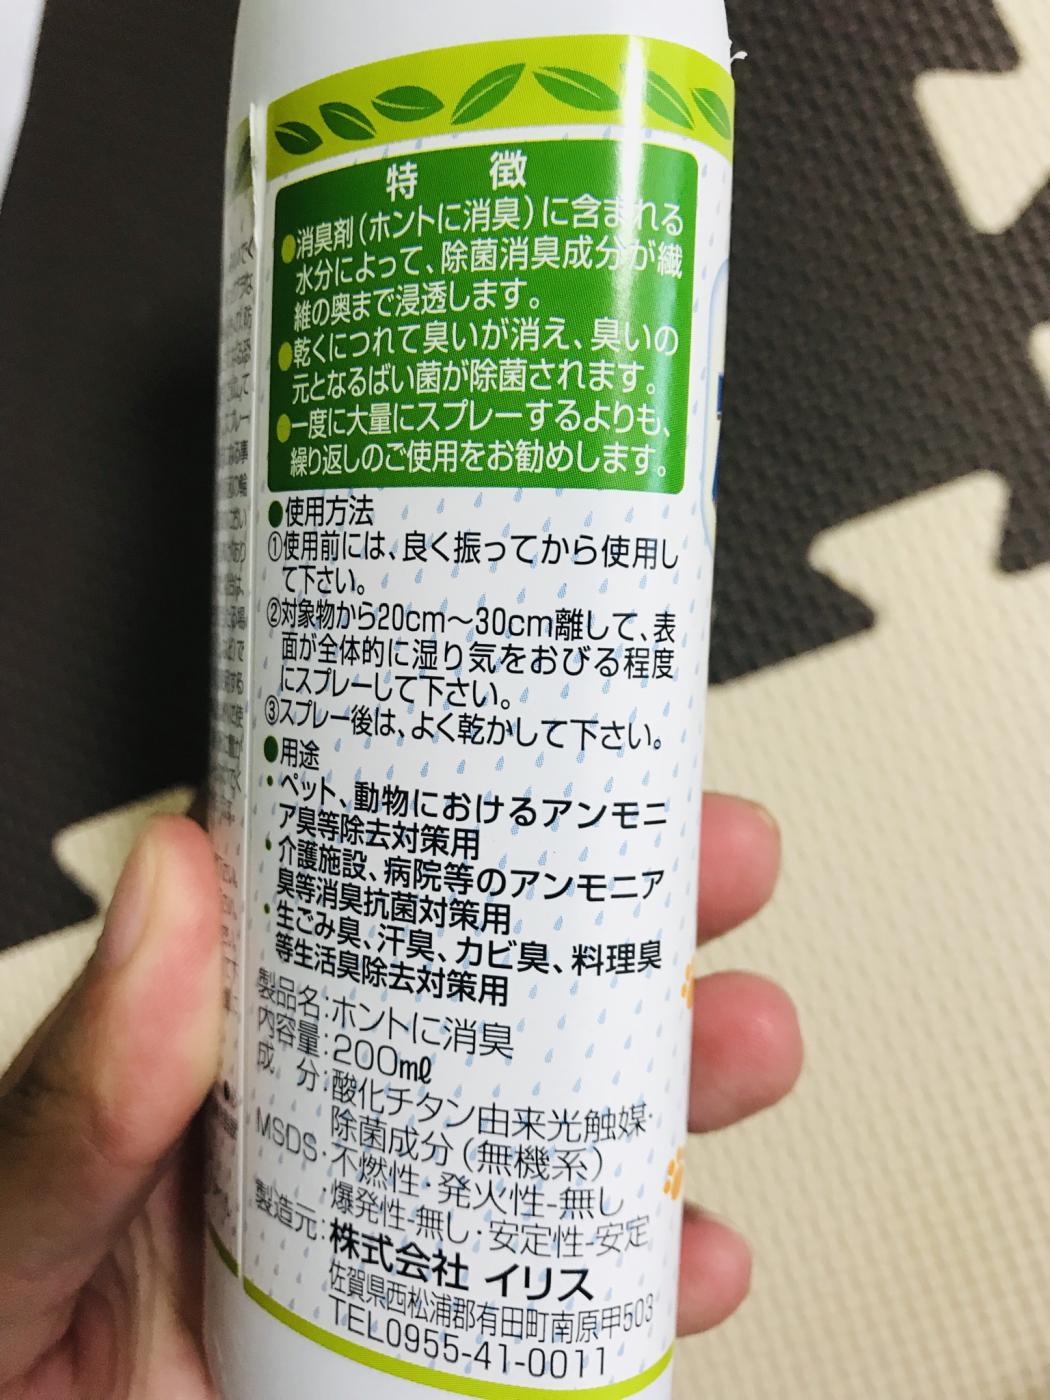 特 徴
●消臭剤(ホントに消臭)に含まれる
水分によって、除菌消臭成分が繊
維の奥まで浸透します。
●乾くにつれて臭いが消え、臭いの
元となるばい菌が除菌されます。
●一度に大量にスプレーするよりも、
繰り返しのご使用をお勧めします。
●使用方法
①使用前には、良く振ってから使用し
て下さい。
②対象物から20cm〜30cm離して、表
面が全体的に湿り気をおびる程度
にスプレーして下さい。
③スプレー後は、よく乾かして下さい。
●用途
・ペット、動物におけるアンモニ
ア臭等除去対策用
・介護施設、病院等のアンモニア
臭等消臭抗菌対策用
・生ごみ臭、汗臭、カビ臭、料理臭
等生活臭除去対策用
製品名:ホントに消臭
内容量:200mℓ
成 分:酸化チタン由来光触媒・
除菌成分(無機系)
MSDS・不燃性・発火性-無し
・爆発性-無し・安定性-安定
製造元:株式会社 イリス
佐賀県西松浦郡有田町南原甲503
TEL0955-41-0011